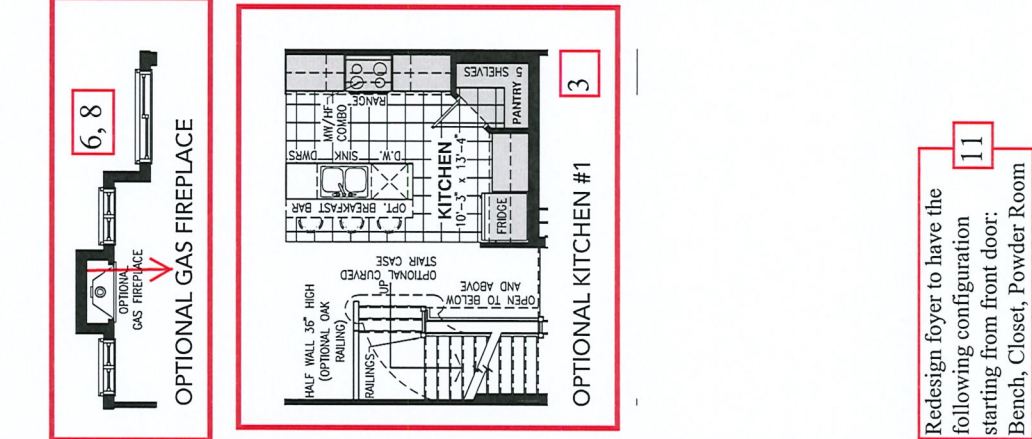 6, 8
OPTIONAL
GAS FIREPLACE
OPTIONAL GAS FIREPLACE
3
5
SHELVES
PANTRY
RANGE
MW/HF
COMBO
DWRS
SINK
D.W.
KITCHEN
10'-3" x 13'-4"
OPT. BREAKFAST BAR
FRIDGE
OPTIONAL CURVED
STAIR CASE
UP
OPEN TO BELOW
AND ABOVE
HALF WALL 36" HIGH
(OPTIONAL OAK
RAILING)
RAILINGS
OPTIONAL KITCHEN #1
11
Redesign foyer to have the
following configuration
starting from front door:
Bench, Closet, Powder Room